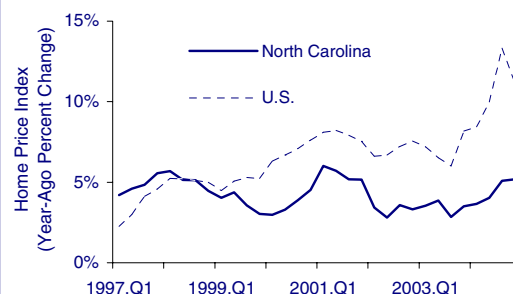 15%
North Carolina
U.S.
10%
5%
0%
Home Price Index
(Year-Ago Percent Change)
1997.Q1 1999.Q1 2001.Q1 2003.Q1